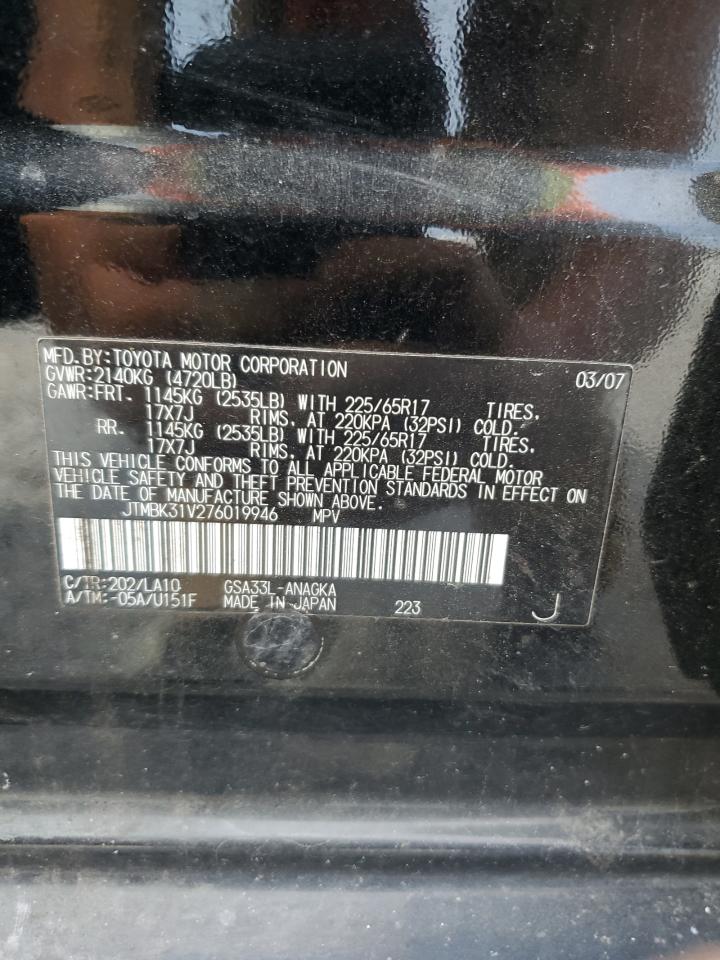 MFD.BY:TOYOTA MOTOR CORPORATION 03/07
GVWR:2140KG (4720LB)
GAWR:FRT. 1145KG (2535LB) WITH 225/65R17 TIRES.
17X7J RIMS. AT 220KPA (32PSI) COLD.
RR. 1145KG (2535LB) WITH 225/65R17 TIRES.
17X7J RIMS. AT 220KPA (32PSI) COLD.
THIS VEHICLE CONFORMS TO ALL APPLICABLE FEDERAL MOTOR
VEHICLE SAFETY AND THEFT PREVENTION STANDARDS IN EFFECT ON
THE DATE OF MANUFACTURE SHOWN ABOVE.
JTMBK31V276019946 MPV
C/TR:202/LA10 GSA33L-ANAGKA
A/TM:-05A/U151F MADE IN JAPAN 223 J